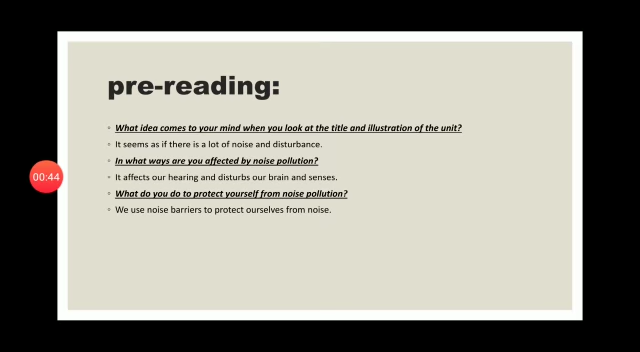 pre-reading:
◦ What idea comes to your mind when you look at the title and illustration of the unit?
◦ It seems as if there is a lot of noise and disturbance.
◦ In what ways are you affected by noise pollution?
◦ It affects our hearing and disturbs our brain and senses.
◦ What do you do to protect yourself from noise pollution?
◦ We use noise barriers to protect ourselves from noise.
00:44